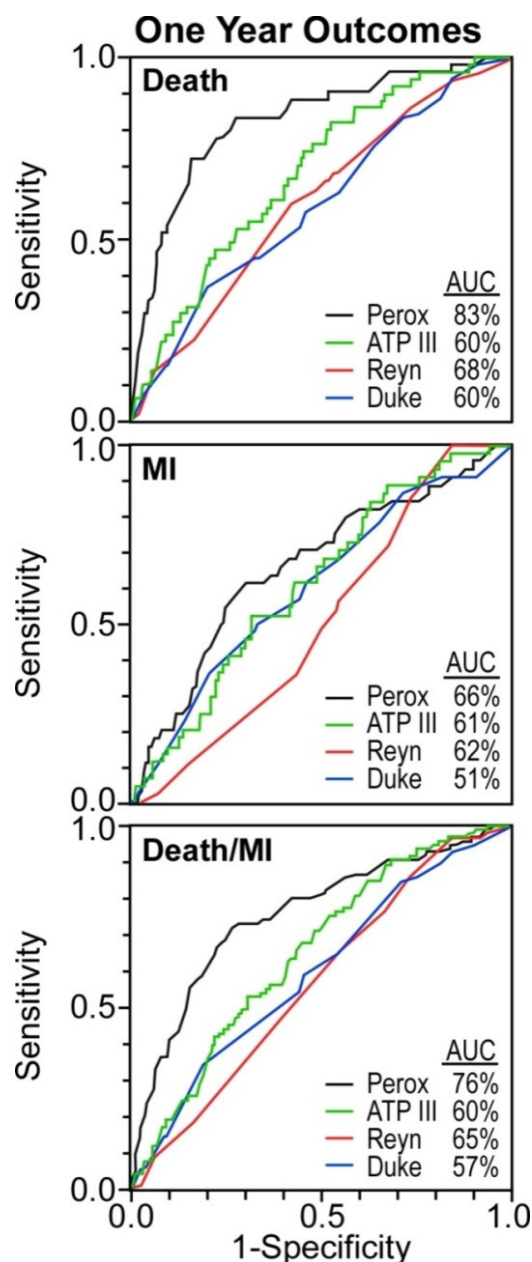 One Year Outcomes
Death
Sensitivity
1.0
0.5
0.0
AUC
Perox 83%
ATP III 60%
Reyn 68%
Duke 60%
MI
Sensitivity
1.0
0.5
0.0
AUC
Perox 66%
ATP III 61%
Reyn 62%
Duke 51%
Death/MI
Sensitivity
1.0
0.5
0.0
AUC
Perox 76%
ATP III 60%
Reyn 65%
Duke 57%
0.0 0.5 1.0
1-Specificity